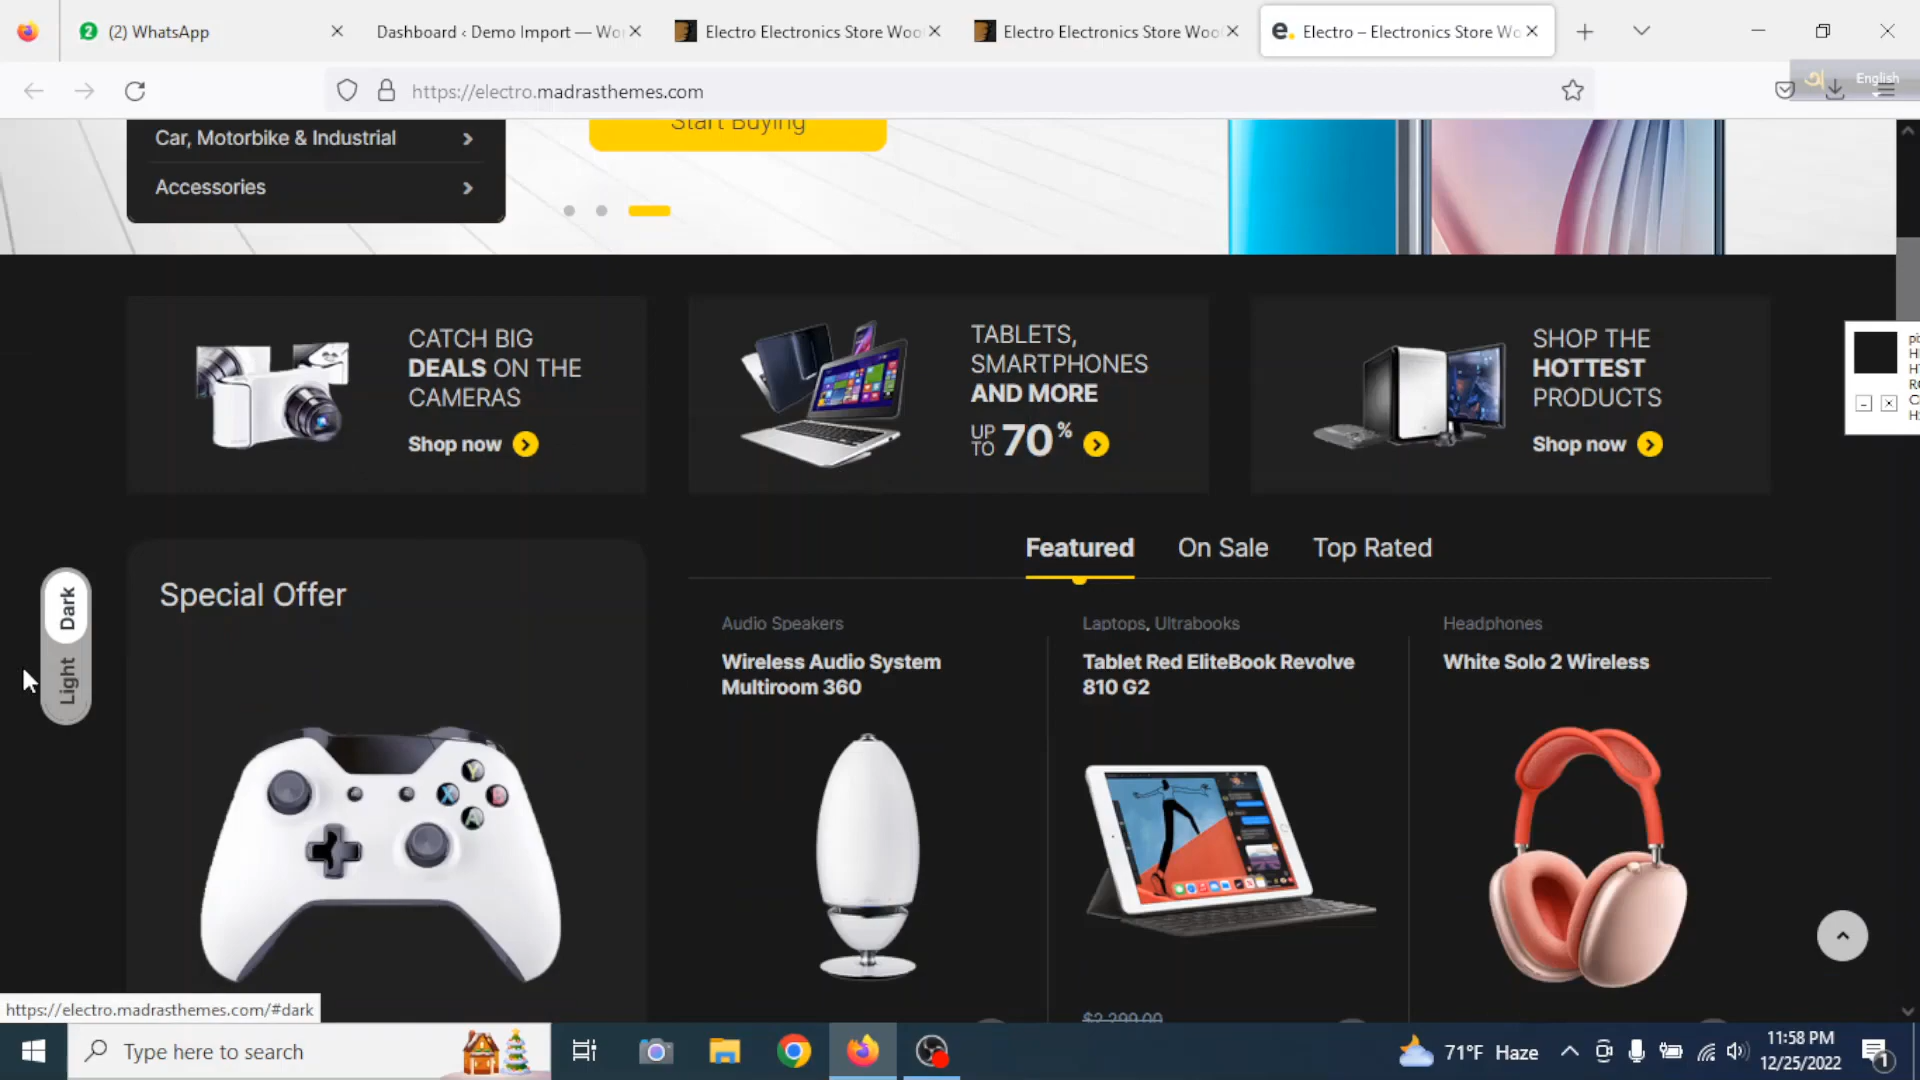 (2) WhatsApp
Dashboard ‹ Demo Import — Wo
Electro Electronics Store Woo
Electro Electronics Store Woo
e. Electro – Electronics Store Wo
https://electro.madrasthemes.com
English
Car, Motorbike & Industrial
Accessories
Start Buying
CATCH BIG
DEALS ON THE
CAMERAS
Shop now
TABLETS,
SMARTPHONES
AND MORE
UP TO 70%
SHOP THE
HOTTEST
PRODUCTS
Shop now
Featured On Sale Top Rated
Dark
Light
Special Offer
Audio Speakers
Wireless Audio System
Multiroom 360
Laptops, Ultrabooks
Tablet Red EliteBook Revolve
810 G2
Headphones
White Solo 2 Wireless
Y
X
B
A
$2,299.00
https://electro.madrasthemes.com/#dark
Type here to search
71°F Haze
11:58 PM
12/25/2022
1